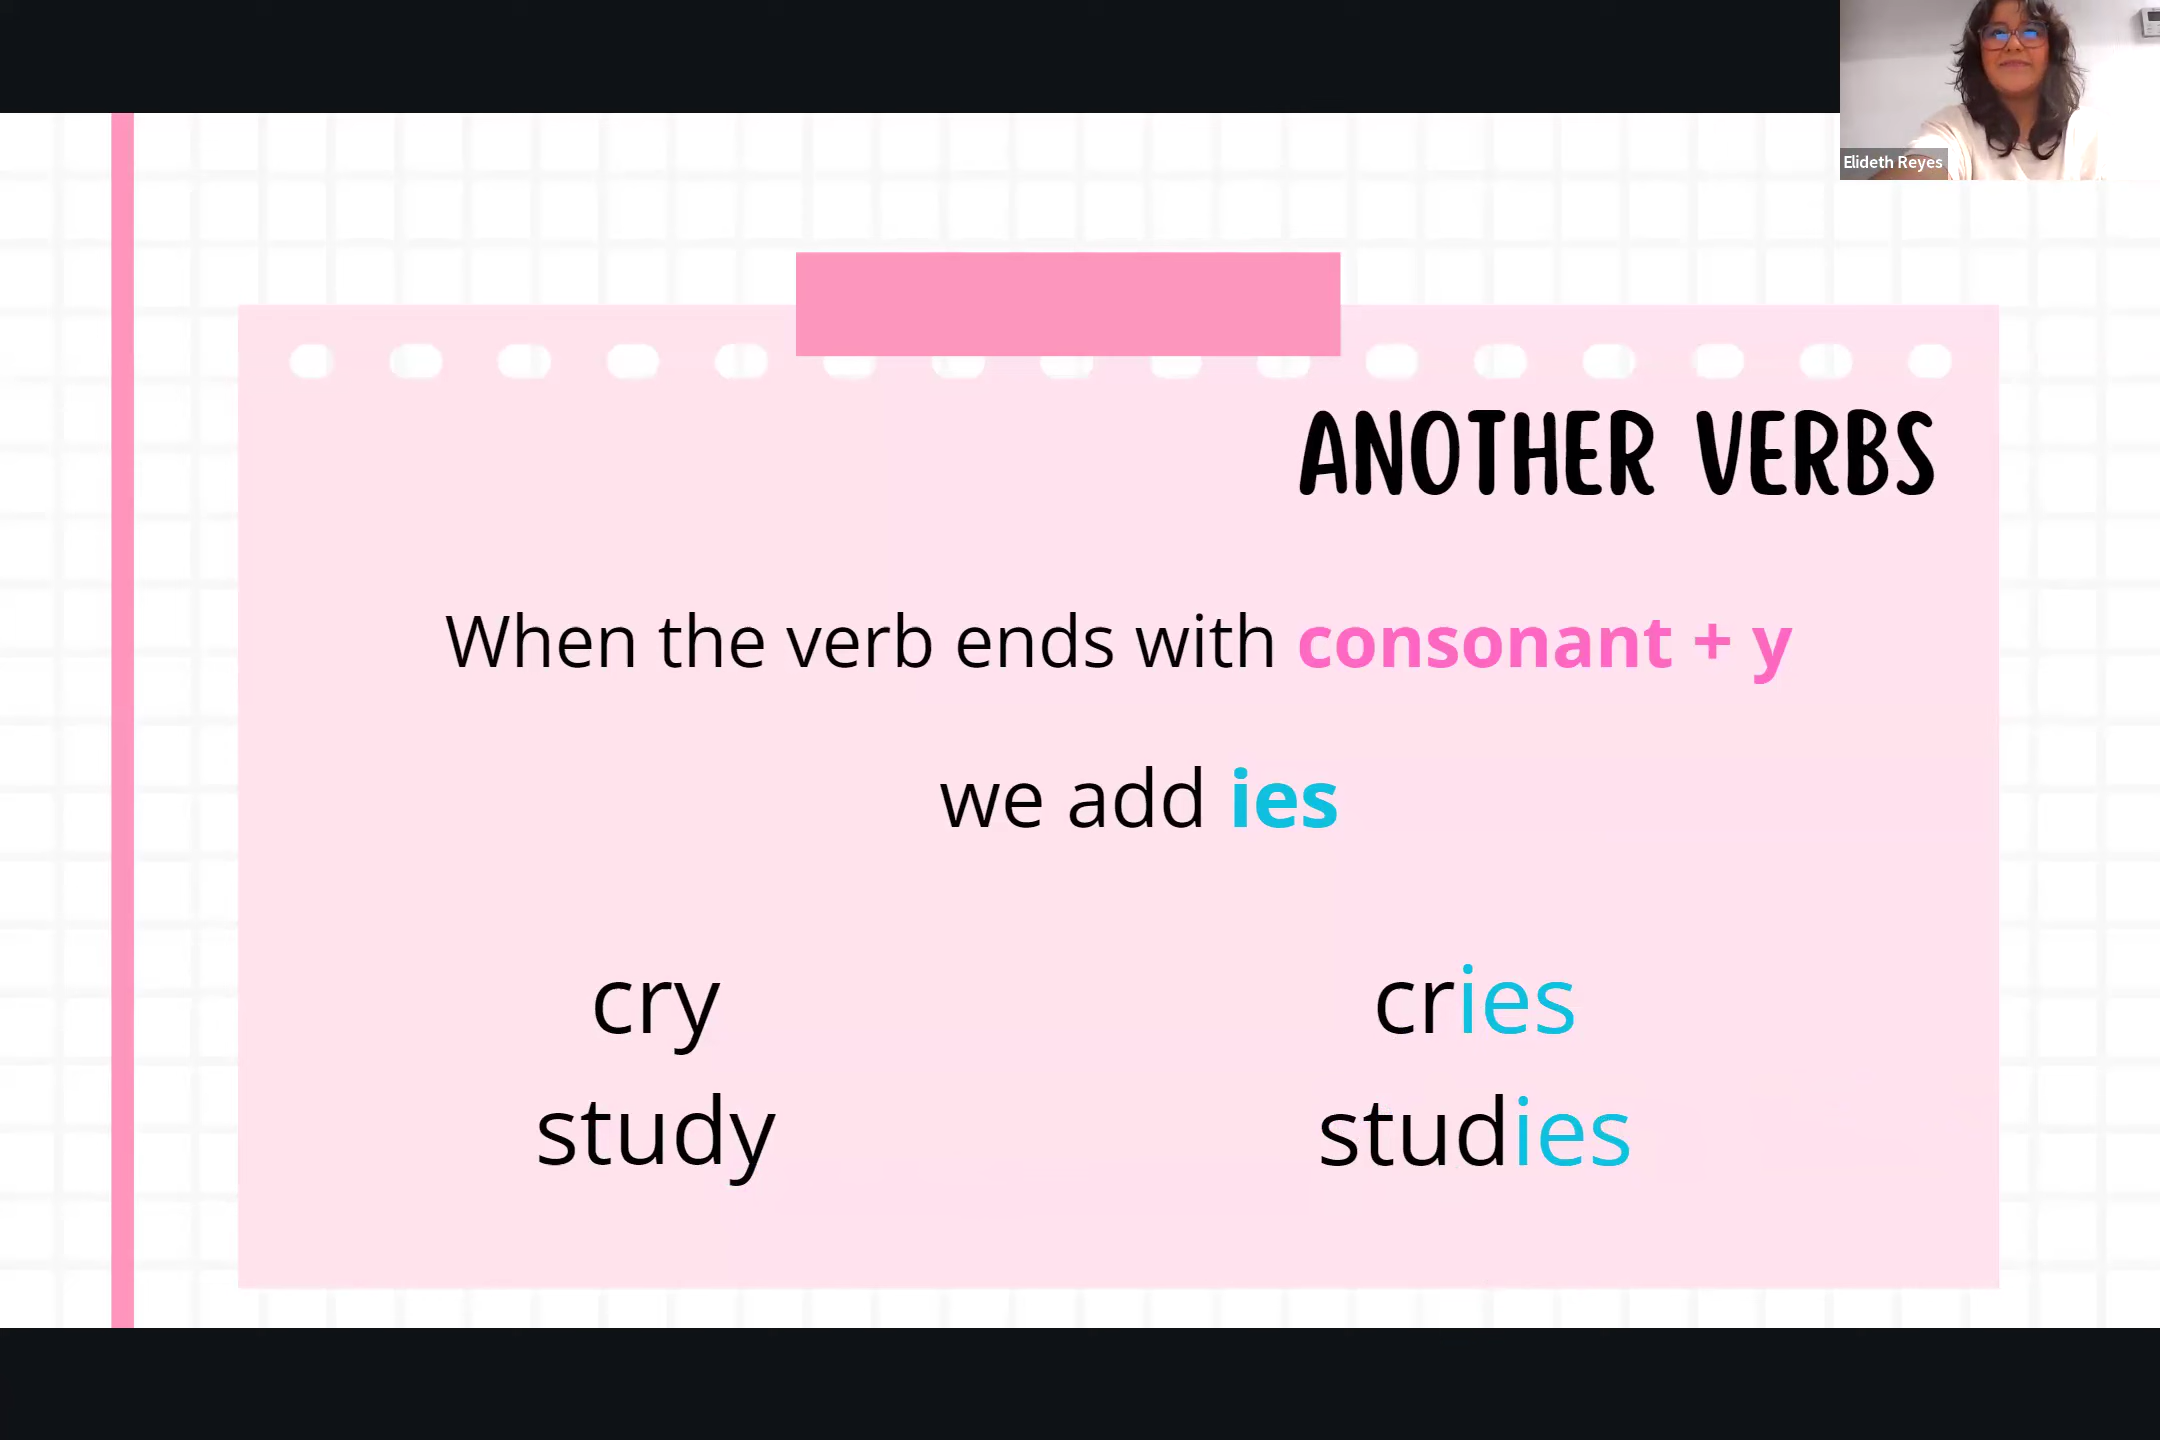 Elideth Reyes
ANOTHER VERBS
When the verb ends with consonant + y
we add ies
cry cries
study studies